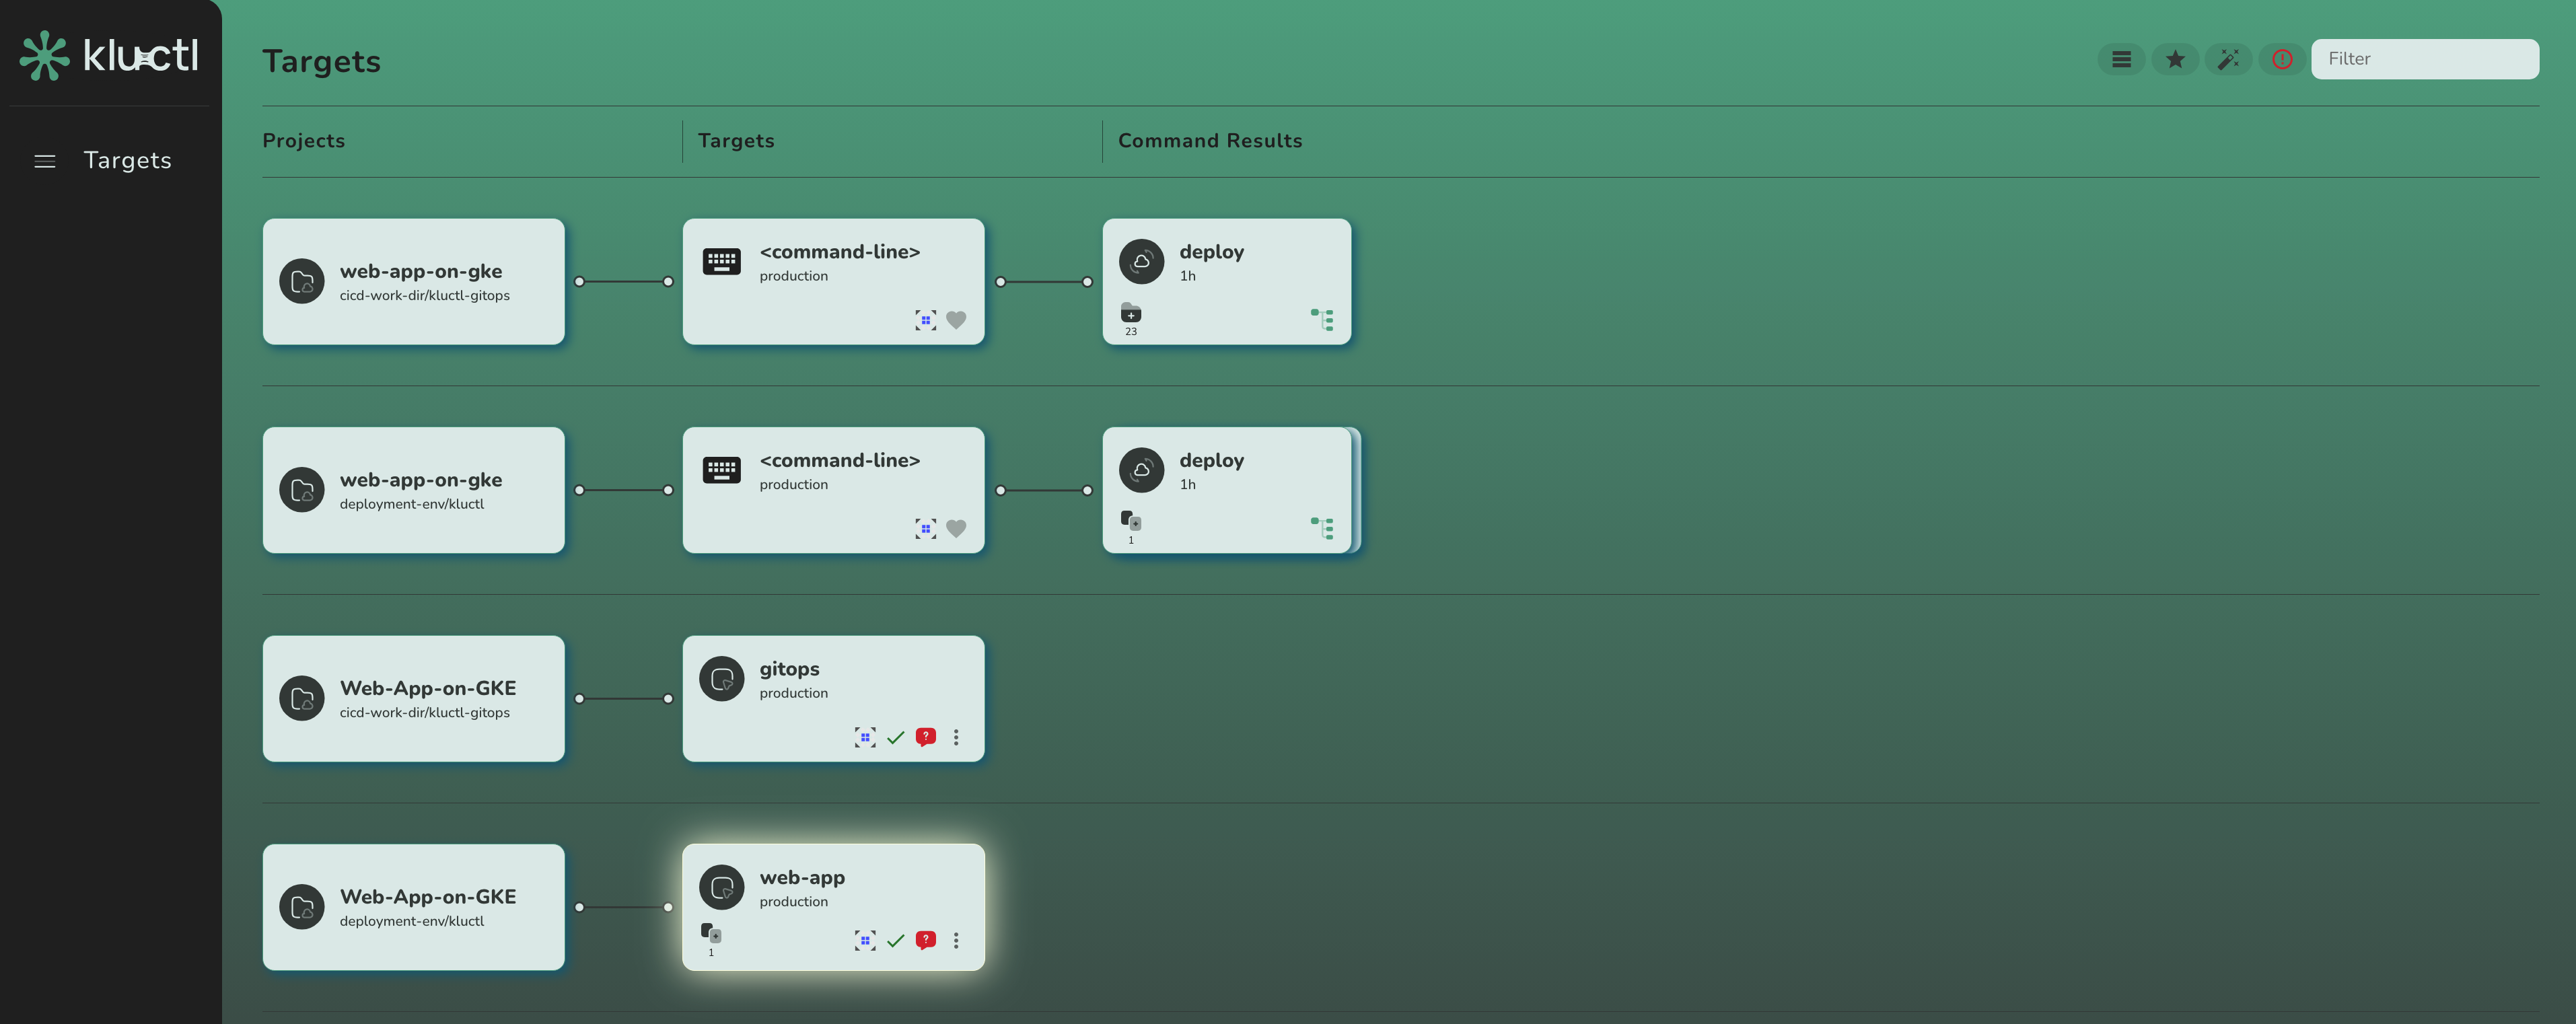 kluctl
Targets
Targets
Filter
Projects
Targets
Command Results
web-app-on-gke
cicd-work-dir/kluctl-gitops
<command-line>
production
deploy
1h
23
web-app-on-gke
deployment-env/kluctl
<command-line>
production
deploy
1h
1
Web-App-on-GKE
cicd-work-dir/kluctl-gitops
gitops
production
?
Web-App-on-GKE
deployment-env/kluctl
web-app
production
1
?